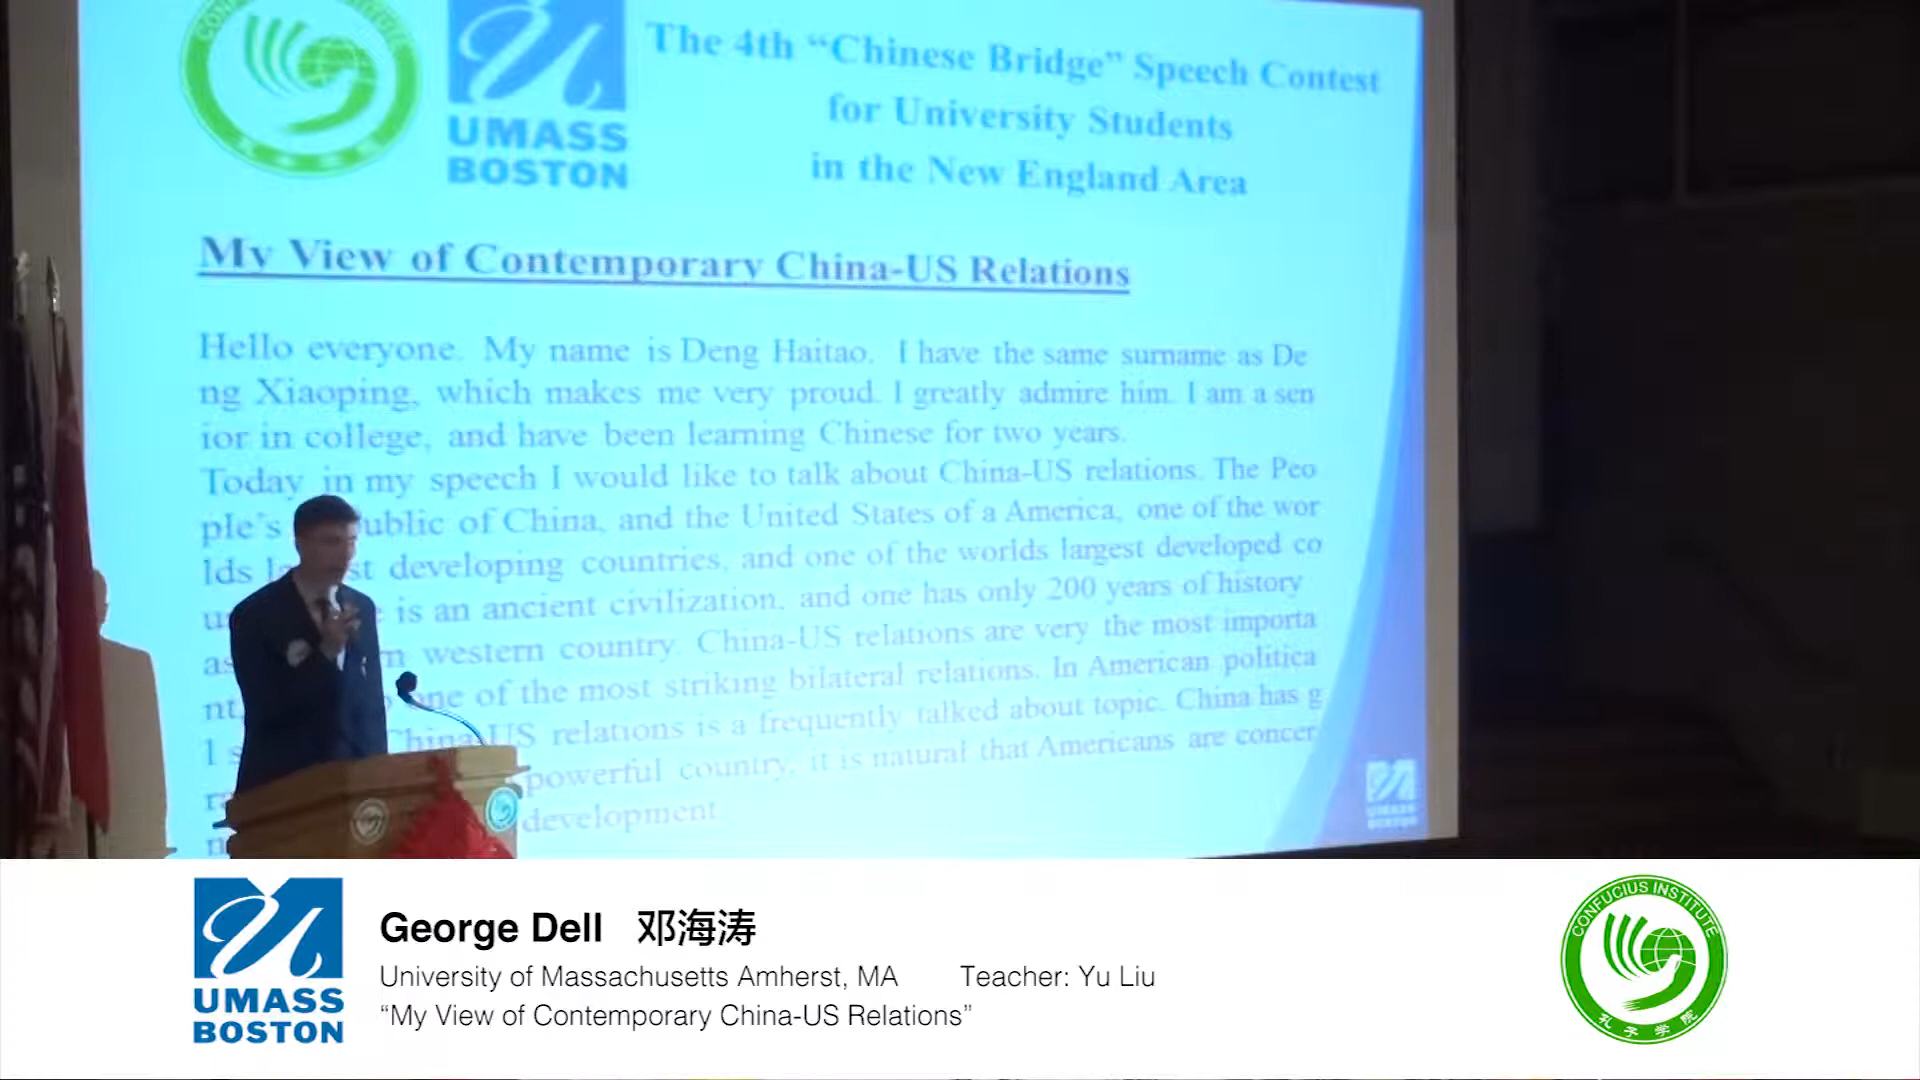 CONFUCIUS INSTITUTE
UMASS
BOSTON
The 4th “Chinese Bridge” Speech Contest
for University Students
in the New England Area
My View of Contemporary China-US Relations
Hello everyone. My name is Deng Haitao. I have the same surname as De
ng Xiaoping, which makes me very proud. I greatly admire him. I am a sen
ior in college, and have been learning Chinese for two years.
Today in my speech I would like to talk about China-US relations. The Peo
ple’s ublic of China, and the United States of a America, one of the wor
lds l st developing countries, and one of the worlds largest developed co
is an ancient civilization, and one has only 200 years of history
as western country. China-US relations are very the most importa
nt, one of the most striking bilateral relations. In American politica
l s China-US relations is a frequently talked about topic. China has g
powerful country, it is natural that Americans are concer
development.
UMASS
BOSTON
UMASS
BOSTON
George Dell 邓海涛
University of Massachusetts Amherst, MA Teacher: Yu Liu
“My View of Contemporary China-US Relations”
CONFUCIUS INSTITUTE
孔子学院